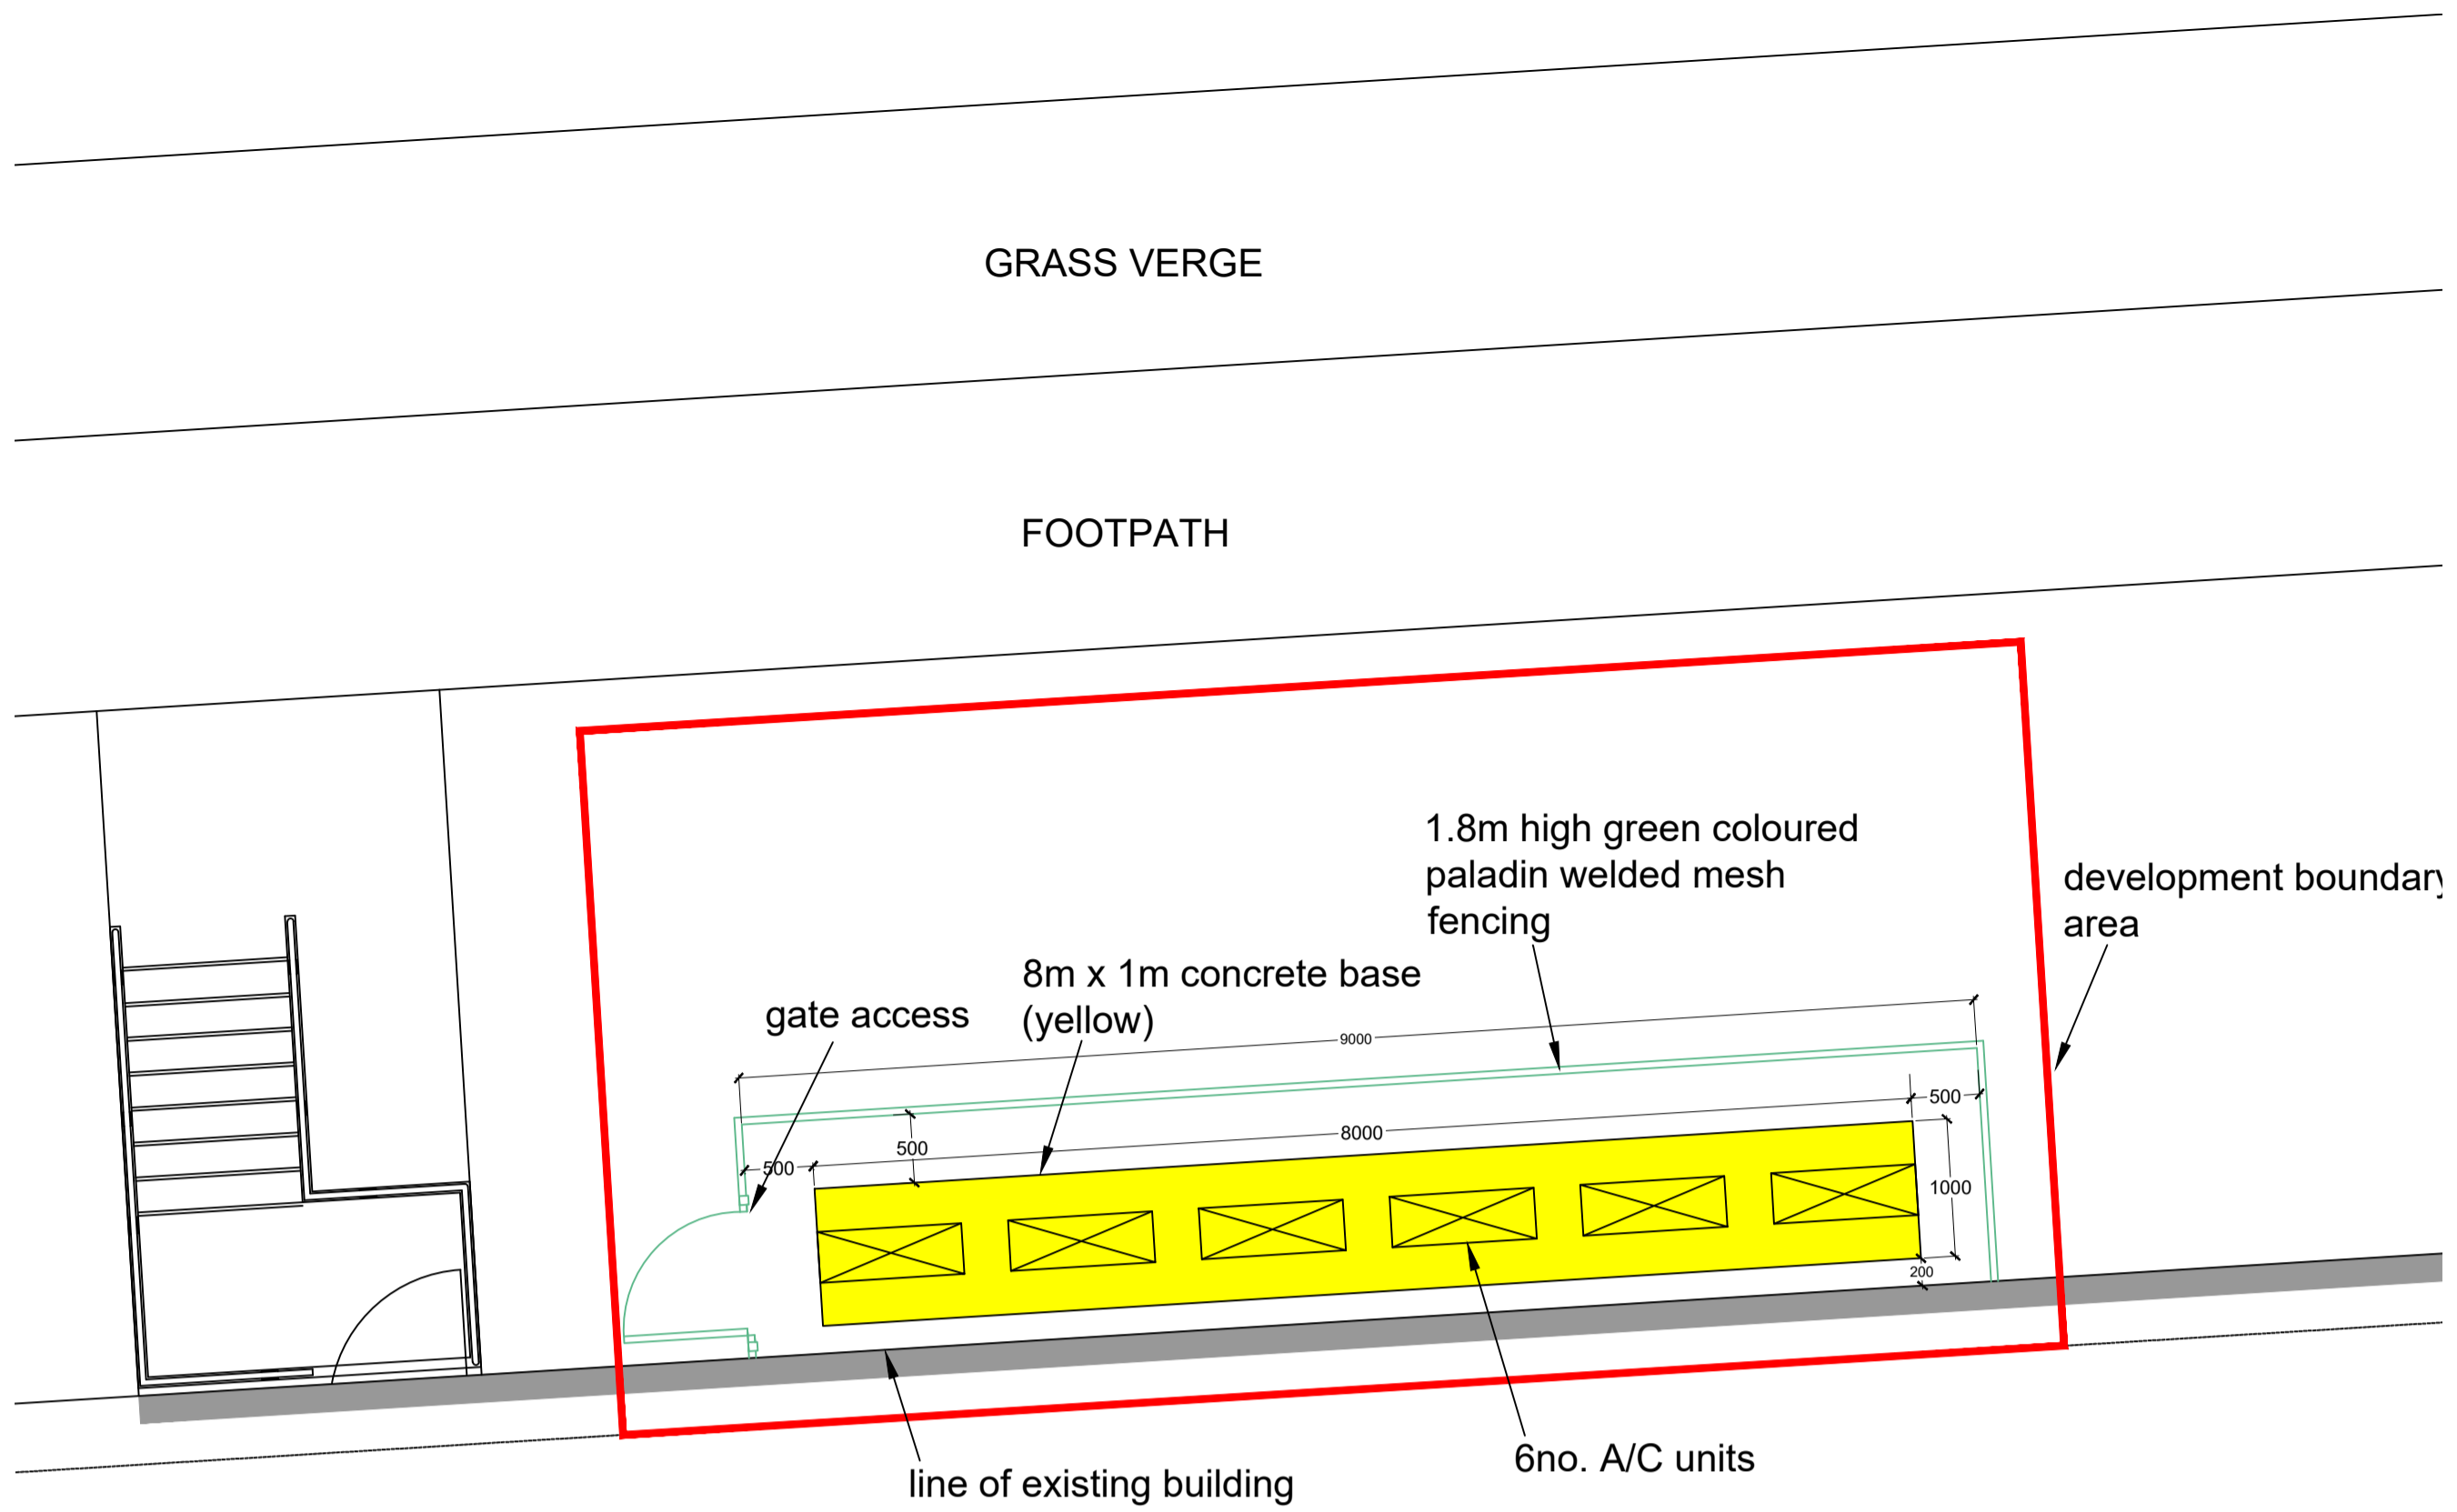 GRASS VERGE
FOOTPATH
1.8m high green coloured
paladin welded mesh
fencing
development boundary
area
8m x 1m concrete base
(yellow)
gate access
9000
500
8000
500
500
1000
200
6no. A/C units
line of existing building